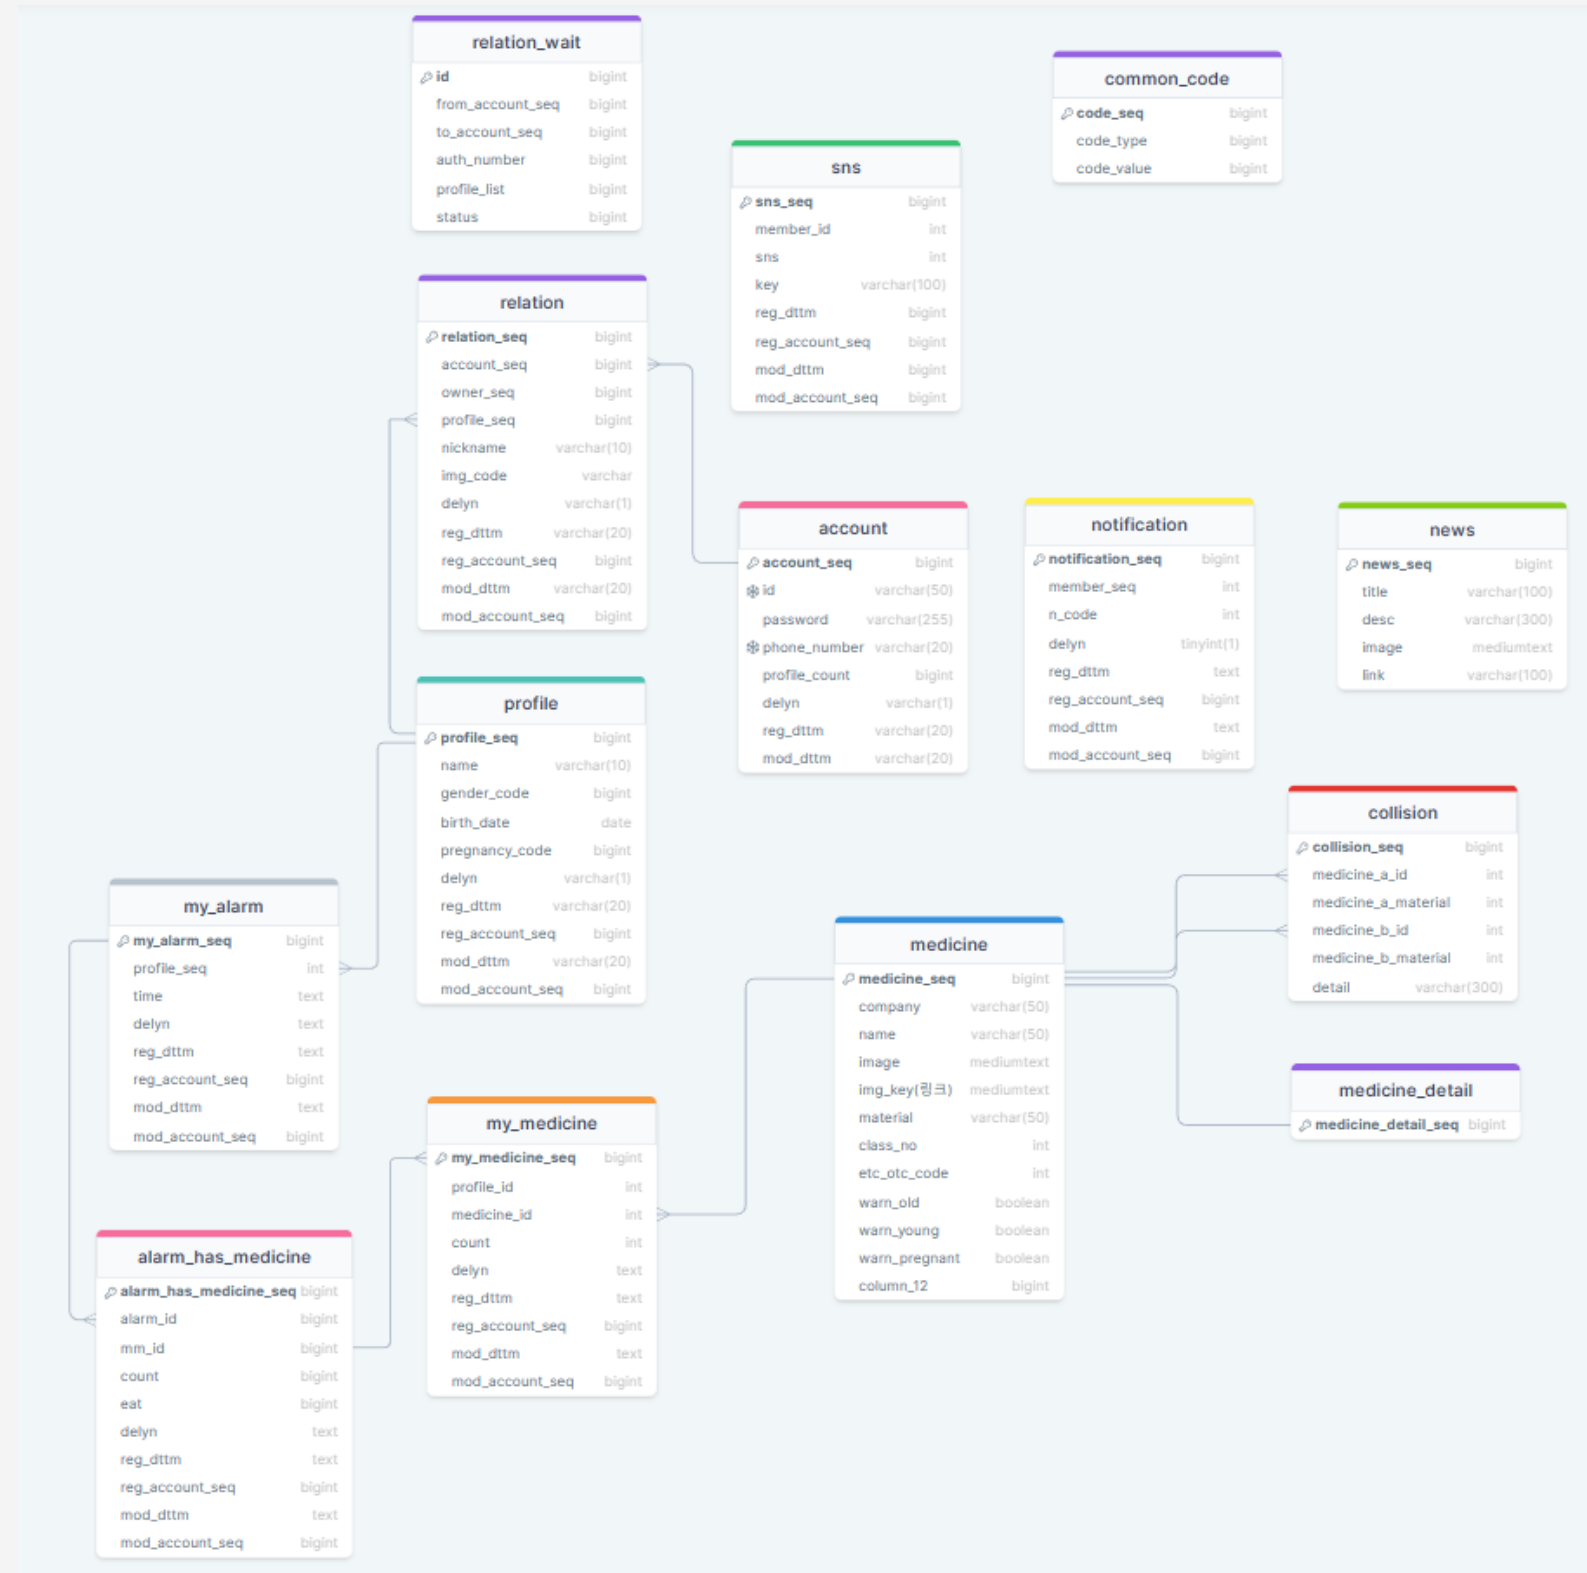 relation_wait
id bigint
from_account_seq bigint
to_account_seq bigint
auth_number bigint
profile_list bigint
status bigint
common_code
code_seq bigint
code_type bigint
code_value bigint
sns
sns_seq bigint
member_id int
sns int
key varchar(100)
reg_dttm bigint
reg_account_seq bigint
mod_dttm bigint
mod_account_seq bigint
relation
relation_seq bigint
account_seq bigint
owner_seq bigint
profile_seq bigint
nickname varchar(10)
img_code varchar
delyn varchar(1)
reg_dttm varchar(20)
reg_account_seq bigint
mod_dttm varchar(20)
mod_account_seq bigint
account
account_seq bigint
id varchar(50)
password varchar(255)
phone_number varchar(20)
profile_count bigint
delyn varchar(1)
reg_dttm varchar(20)
mod_dttm varchar(20)
notification
notification_seq bigint
member_seq int
n_code int
delyn tinyint(1)
reg_dttm text
reg_account_seq bigint
mod_dttm text
mod_account_seq bigint
news
news_seq bigint
title varchar(100)
desc varchar(300)
image mediumtext
link varchar(100)
profile
profile_seq bigint
name varchar(10)
gender_code bigint
birth_date date
pregnancy_code bigint
delyn varchar(1)
reg_dttm varchar(20)
reg_account_seq bigint
mod_dttm varchar(20)
mod_account_seq bigint
collision
collision_seq bigint
medicine_a_id int
medicine_a_material int
medicine_b_id int
medicine_b_material int
detail varchar(300)
my_alarm
my_alarm_seq bigint
profile_seq int
time text
delyn text
reg_dttm text
reg_account_seq bigint
mod_dttm text
mod_account_seq bigint
medicine
medicine_seq bigint
company varchar(50)
name varchar(50)
image mediumtext
img_key(링크) mediumtext
material varchar(50)
class_no int
etc_otc_code int
warn_old boolean
warn_young boolean
warn_pregnant boolean
column_12 bigint
medicine_detail
medicine_detail_seq bigint
my_medicine
my_medicine_seq bigint
profile_id int
medicine_id int
count int
delyn text
reg_dttm text
reg_account_seq bigint
mod_dttm text
mod_account_seq bigint
alarm_has_medicine
alarm_has_medicine_seq bigint
alarm_id bigint
mm_id bigint
count bigint
eat bigint
delyn text
reg_dttm text
reg_account_seq bigint
mod_dttm text
mod_account_seq bigint